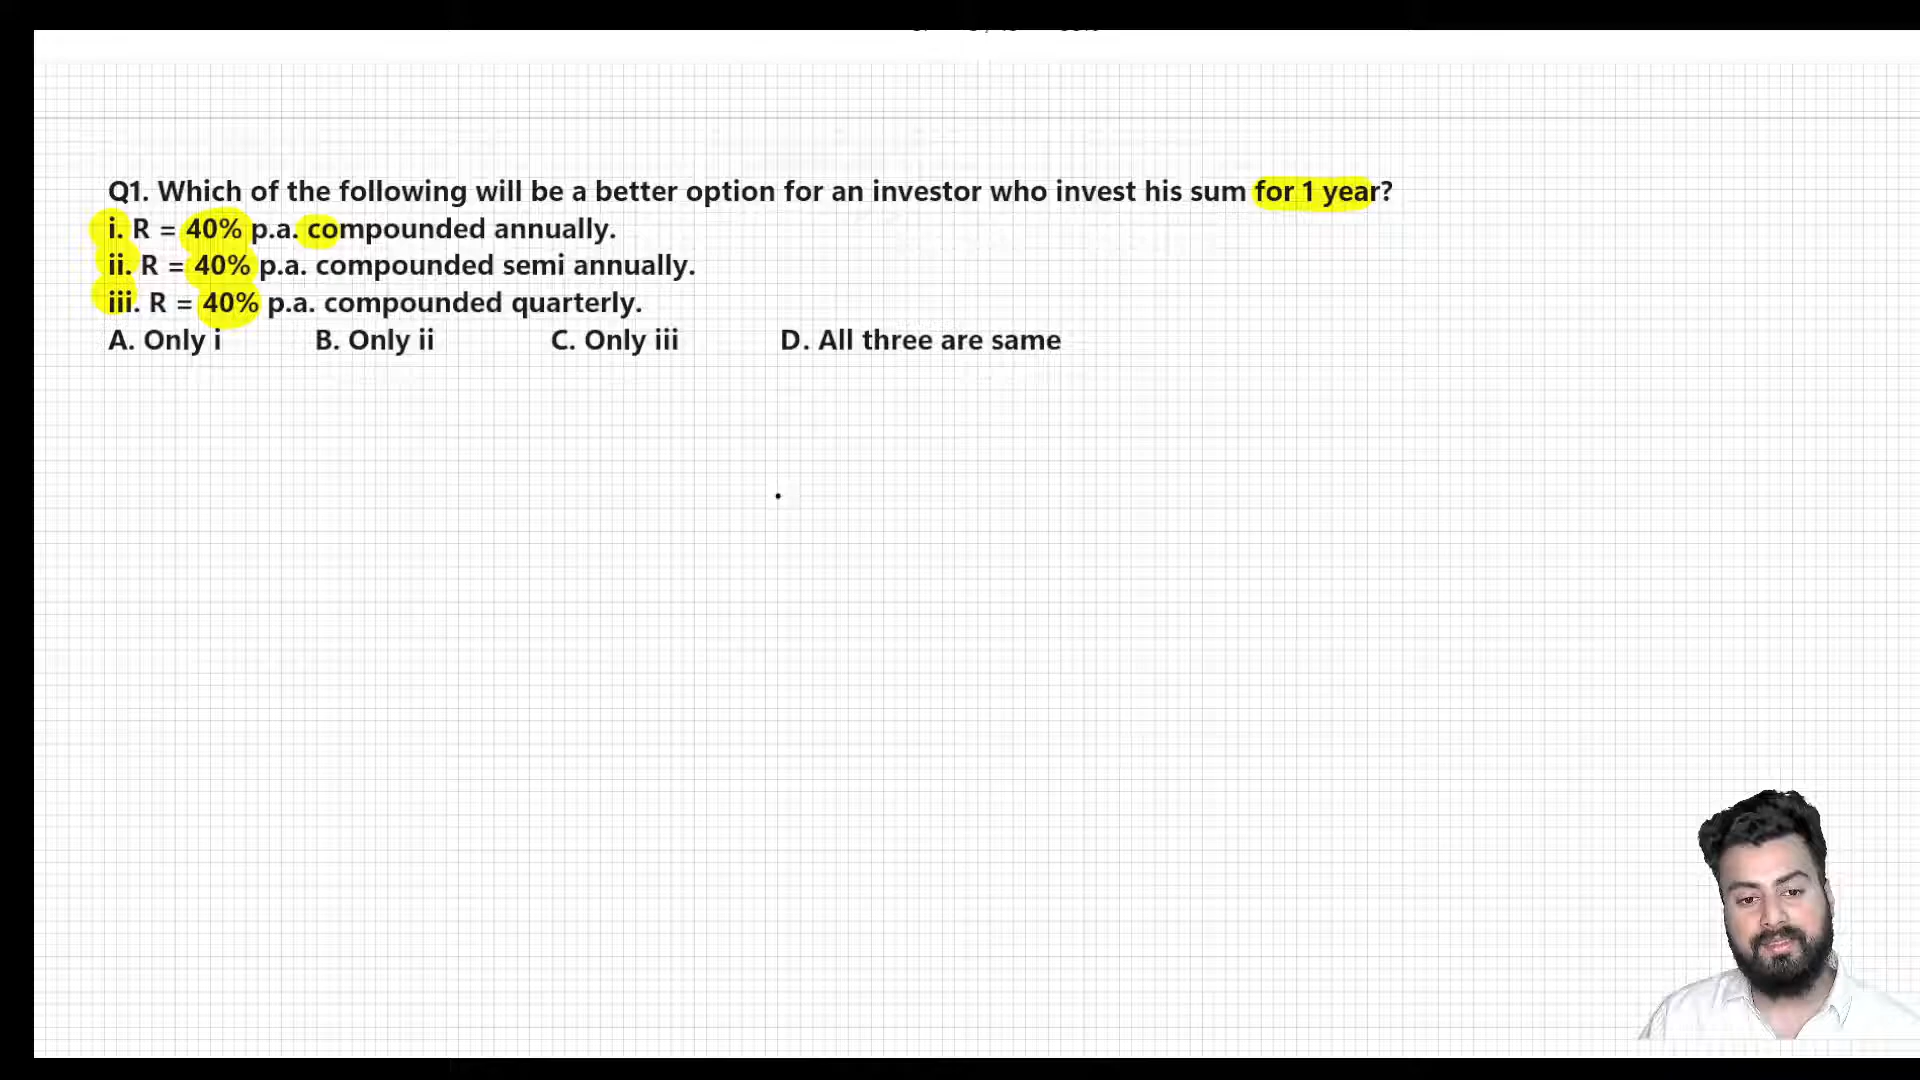 Q1. Which of the following will be a better option for an investor who invest his sum for 1 year?
i. R = 40% p.a. compounded annually.
ii. R = 40% p.a. compounded semi annually.
iii. R = 40% p.a. compounded quarterly.
A. Only i B. Only ii C. Only iii D. All three are same